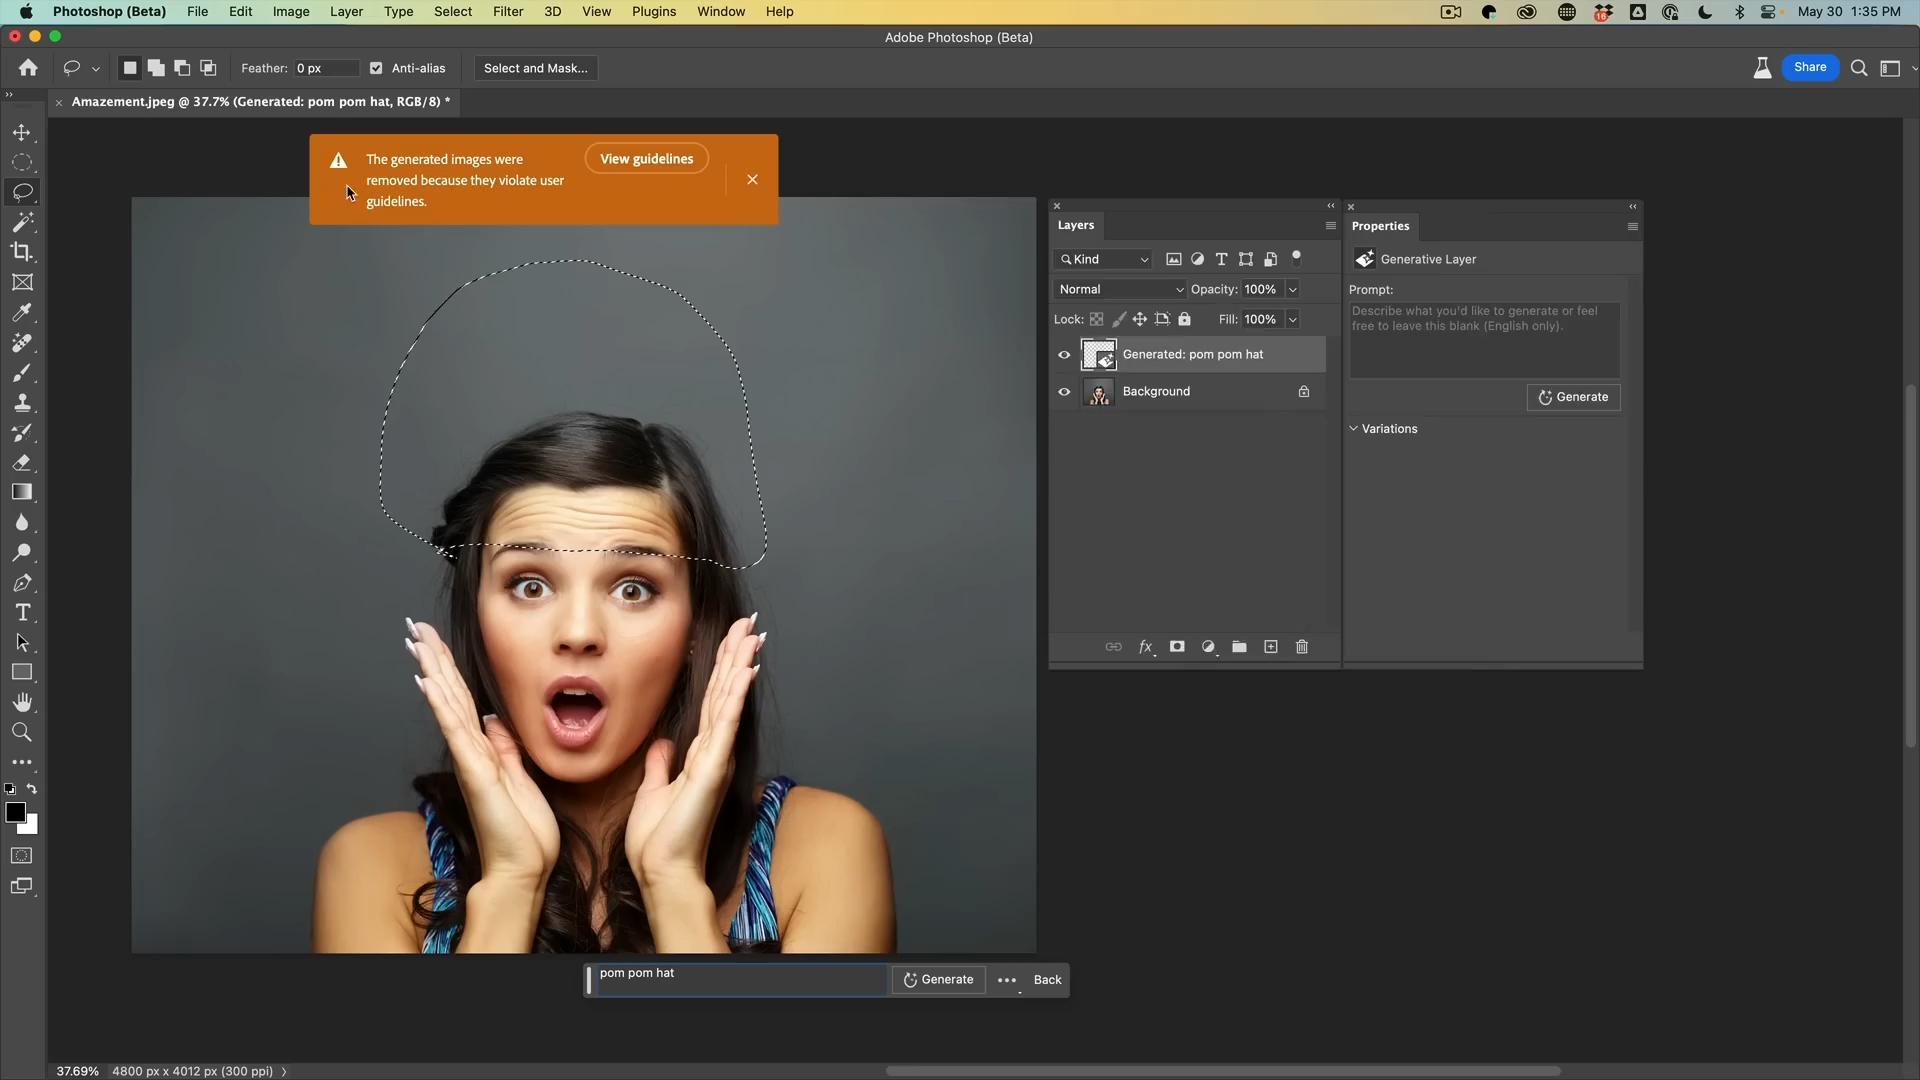 Photoshop (Beta) File Edit Image Layer Type Select Filter 3D View Plugins Window Help
16
May 30 1:35 PM
Adobe Photoshop (Beta)
Feather: 0 px
Anti-alias
Select and Mask...
Share
Amazement.jpeg @ 37.7% (Generated: pom pom hat, RGB/8) *
The generated images were
removed because they violate user
guidelines.
View guidelines
Layers
Kind
Normal
Opacity: 100%
Lock:
Fill: 100%
Generated: pom pom hat
Background
fx
Properties
Generative Layer
Prompt:
Describe what you'd like to generate or feel
free to leave this blank (English only).
Generate
Variations
pom pom hat
Generate
Back
37.69% 4800 px x 4012 px (300 ppi)